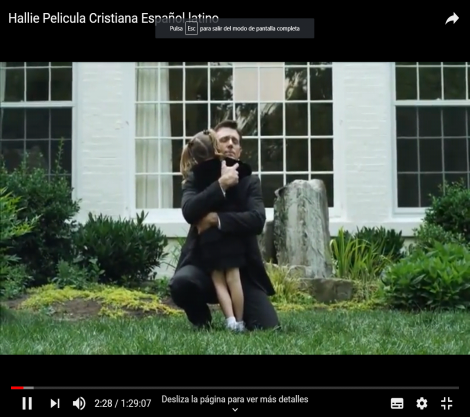 Hallie Pelicula Cristiana Español latino
Pulsa Esc para salir del modo de pantalla completa
2:28 / 1:29:07
Desliza la página para ver más detalles